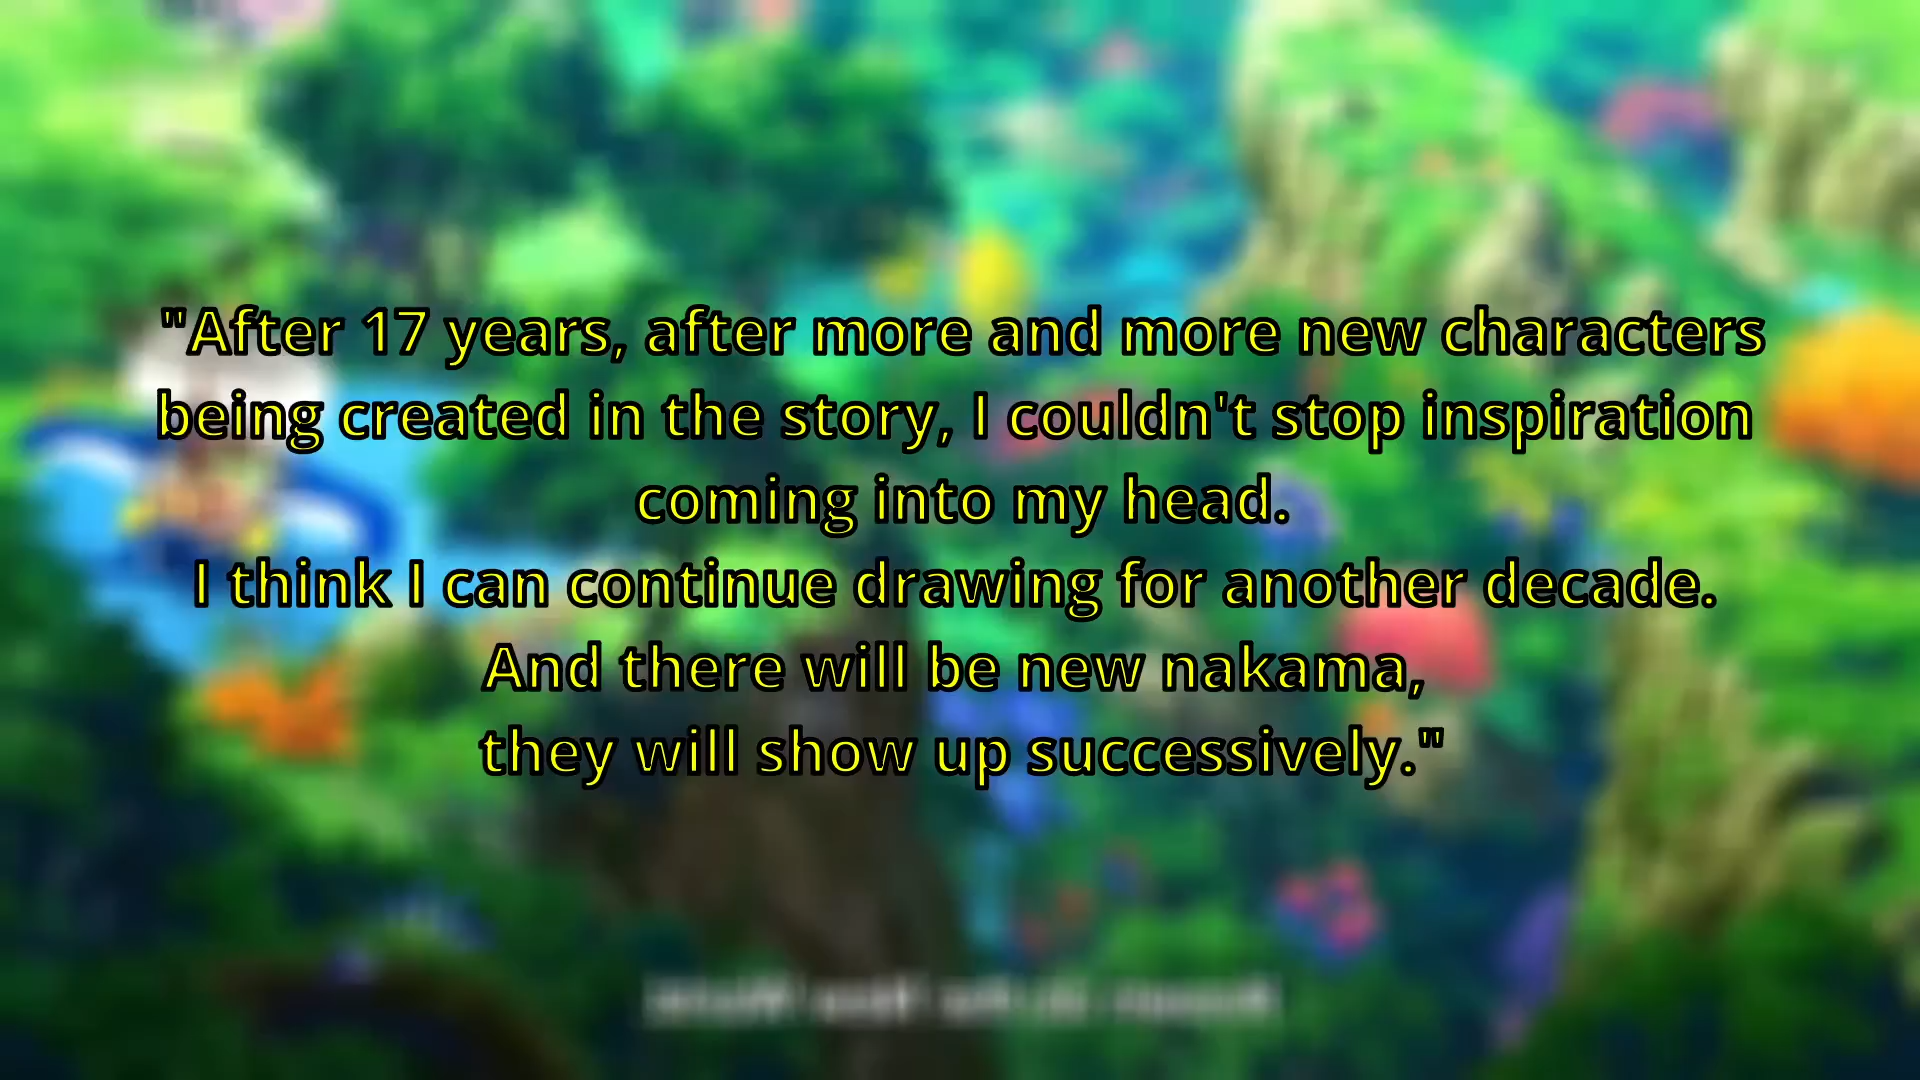 "After 17 years, after more and more new characters
being created in the story, I couldn't stop inspiration
coming into my head.
I think I can continue drawing for another decade.
And there will be new nakama,
they will show up successively."